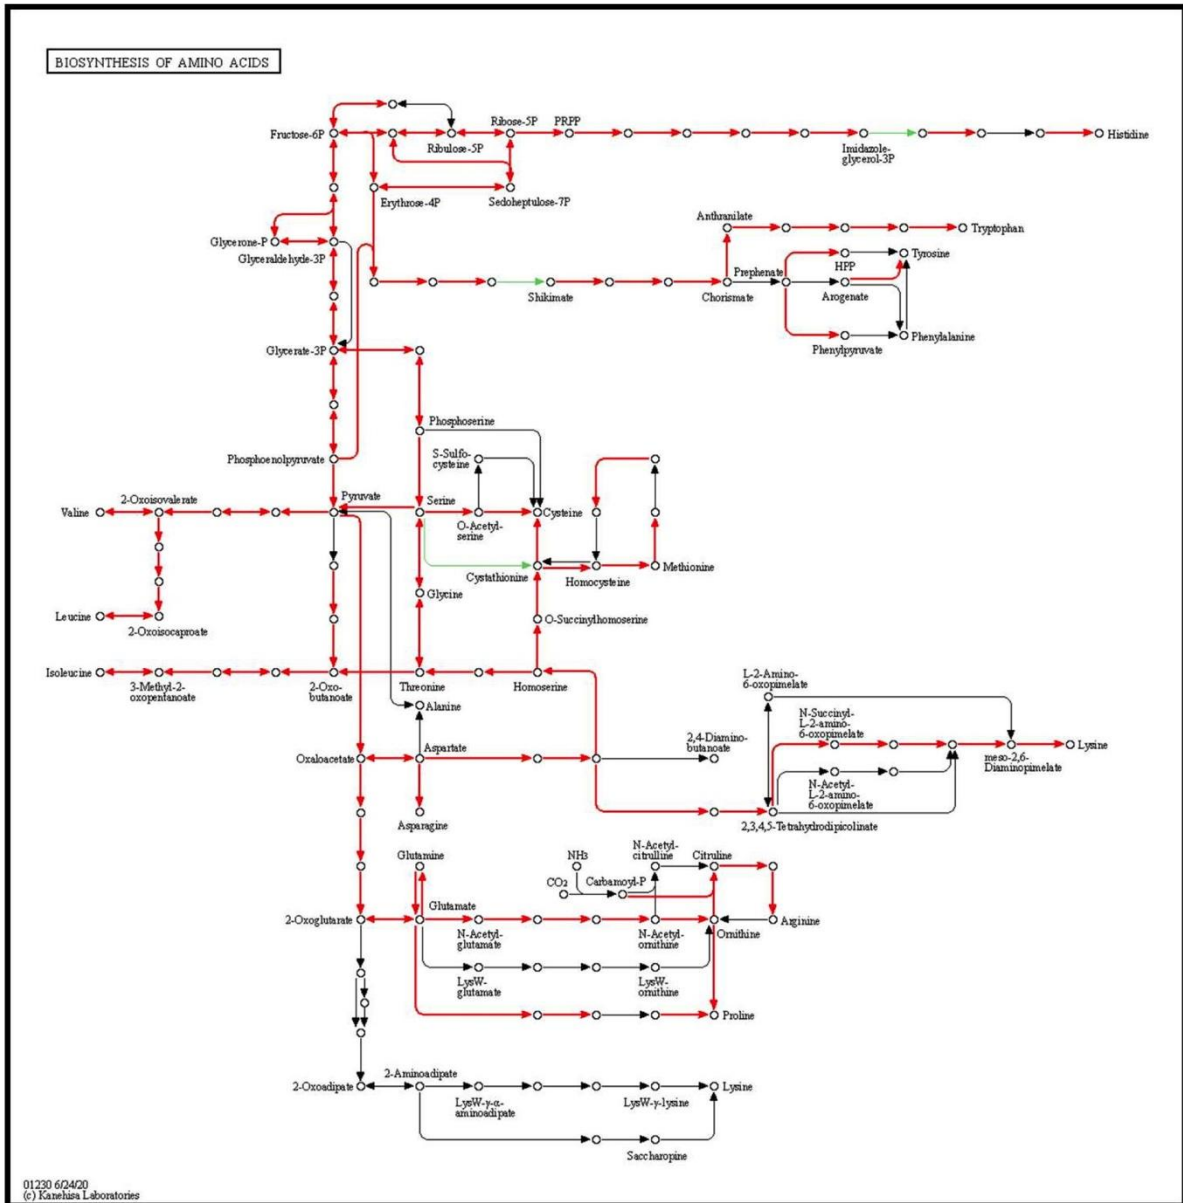 BIOSYNTHESIS OF AMINO ACIDS
Fructose-6P
Ribulose-5P
Ribose-5P
PRPP
Imidazole-
glycerol-3P
Histidine
Erythrose-4P
Sedoheptulose-7P
Glycerone-P
Glyceraldehyde-3P
Anthranilate
Tryptophan
Prephenate
HPP
Tyrosine
Shikimate
Chorismate
Arogenate
Phenylpyruvate
Phenylalanine
Glycerate-3P
Phosphoserine
S-Sulfo-
cysteine
Phosphoenolpyruvate
Valine
2-Oxoisovalerate
Pyruvate
Serine
O-Acetyl-
serine
Cysteine
Cystathionine
Homocysteine
Methionine
Glycine
Leucine
2-Oxoisocaproate
O-Succinylhomoserine
Isoleucine
3-Methyl-2-
oxopentanoate
2-Oxo-
butanoate
Threonine
Homoserine
L-2-Amino-
6-oxopimelate
Alanine
N-Succinyl-
L-2-amino-
6-oxopimelate
2,4-Diamino-
butanoate
Oxaloacetate
Aspartate
Lysine
meso-2,6-
Diaminopimelate
N-Acetyl-
L-2-amino-
6-oxopimelate
Asparagine
2,3,4,5-Tetrahydrodipicolinate
Glutamine
NH3
CO2
Carbamoyl-P
N-Acetyl-
citrulline
Citruline
2-Oxoglutarate
Glutamate
N-Acetyl-
glutamate
N-Acetyl-
ornithine
Ornithine
Arginine
LysW-
glutamate
LysW-
ornithine
Proline
2-Oxoadipate
2-Aminoadipate
LysW-γ-α-
aminoadipate
LysW-γ-lysine
Lysine
Saccharopine
01230 6/24/20
(c) Kanehisa Laboratories